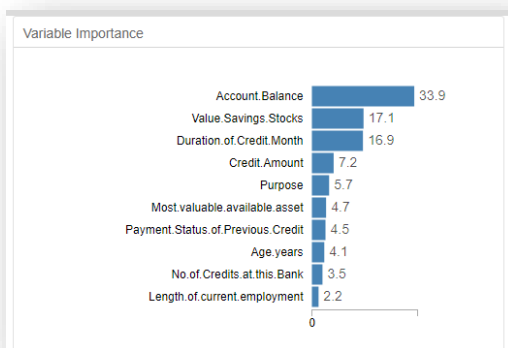 Variable Importance
Account.Balance 33.9
Value.Savings.Stocks 17.1
Duration.of.Credit.Month 16.9
Credit.Amount 7.2
Purpose 5.7
Most.valuable.available.asset 4.7
Payment.Status.of.Previous.Credit 4.5
Age.years 4.1
No.of.Credits.at.this.Bank 3.5
Length.of.current.employment 2.2
0